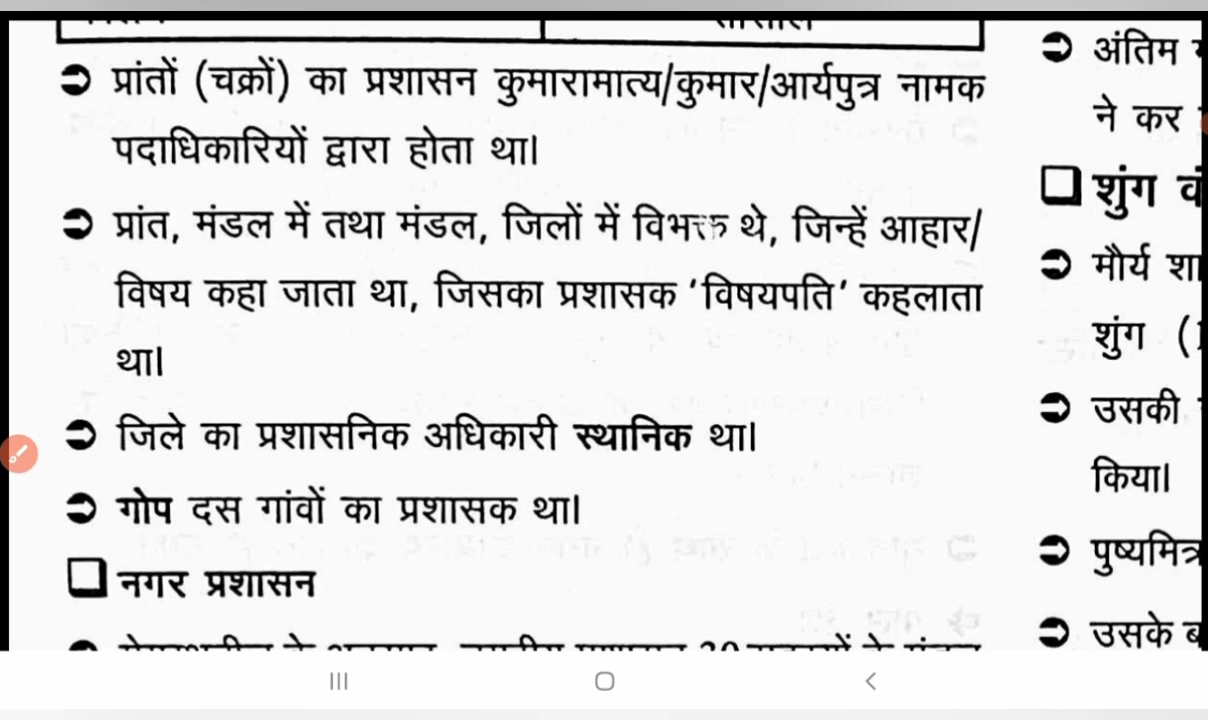 ➲ प्रांतों (चक्रों) का प्रशासन कुमारामात्य/कुमार/आर्यपुत्र नामक
पदाधिकारियों द्वारा होता था।
➲ प्रांत, मंडल में तथा मंडल, जिलों में विभक्त थे, जिन्हें आहार/
विषय कहा जाता था, जिसका प्रशासक ‘विषयपति’ कहलाता
था।
➲ जिले का प्रशासनिक अधिकारी स्थानिक था।
➲ गोप दस गांवों का प्रशासक था।
❑ नगर प्रशासन
➲ अंतिम
ने कर
❑ शुंग
➲ मौर्य
शुंग (
➲ उसकी
किया।
➲ पुष्यमित्र
➲ उसके